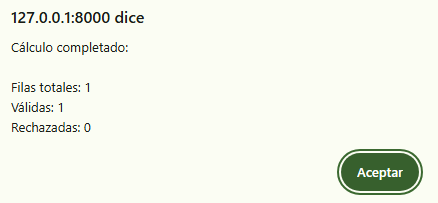 127.0.0.1:8000 dice
Cálculo completado:
Filas totales: 1
Válidas: 1
Rechazadas: 0
Aceptar